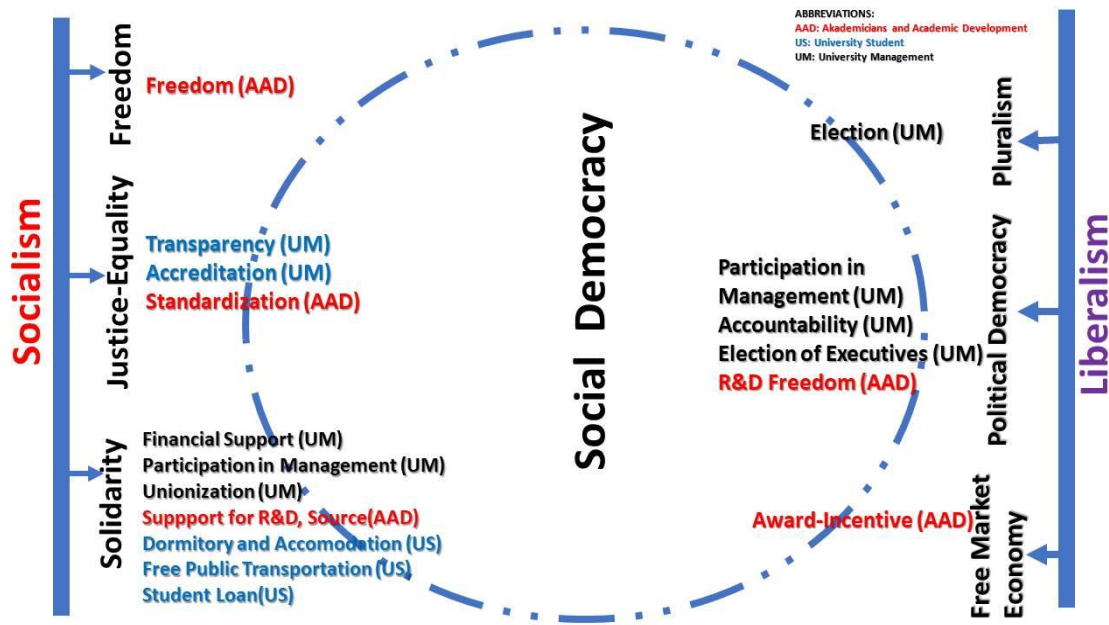 ABBREVIATIONS:
AAD: Akademicians and Academic Development
US: University Student
UM: University Management
Socialism
Freedom
Freedom (AAD)
Justice-Equality
Transparency (UM)
Accreditation (UM)
Standardization (AAD)
Solidarity
Financial Support (UM)
Participation in Management (UM)
Unionization (UM)
Suppport for R&D, Source(AAD)
Dormitory and Accomodation (US)
Free Public Transportation (US)
Student Loan(US)
Social Democracy
Election (UM)
Pluralism
Participation in
Management (UM)
Accountability (UM)
Election of Executives (UM)
R&D Freedom (AAD)
Political Democracy
Award-Incentive (AAD)
Free Market
Economy
Liberalism